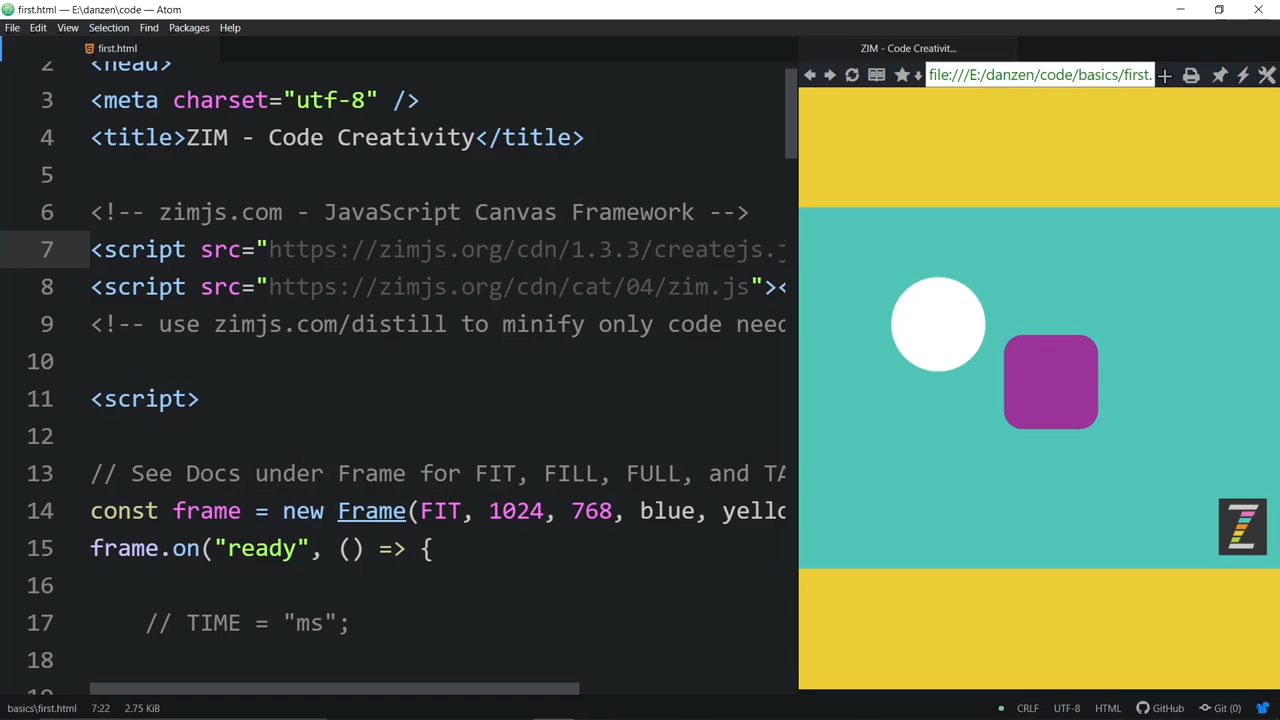 first.html — E:\danzen\code — Atom
File Edit View Selection Find Packages Help
first.html
ZIM - Code Creativit...
file:///E:/danzen/code/basics/first.
2 <head>
3 <meta charset="utf-8" />
4 <title>ZIM - Code Creativity</title>
5
6 <!-- zimjs.com - JavaScript Canvas Framework -->
7 <script src="https://zimjs.org/cdn/1.3.3/createjs.j
8 <script src="https://zimjs.org/cdn/cat/04/zim.js"><
9 <!-- use zimjs.com/distill to minify only code need
10
11 <script>
12
13 // See Docs under Frame for FIT, FILL, FULL, and TA
14 const frame = new Frame(FIT, 1024, 768, blue, yello
15 frame.on("ready", () => {
16
17 // TIME = "ms";
18
basics\first.html 7:22 2.75 KiB
CRLF UTF-8 HTML GitHub Git (0)